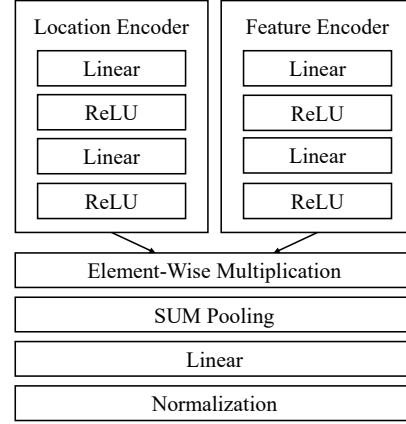 Location Encoder
Linear
ReLU
Linear
ReLU
Feature Encoder
Linear
ReLU
Linear
ReLU
Element-Wise Multiplication
SUM Pooling
Linear
Normalization